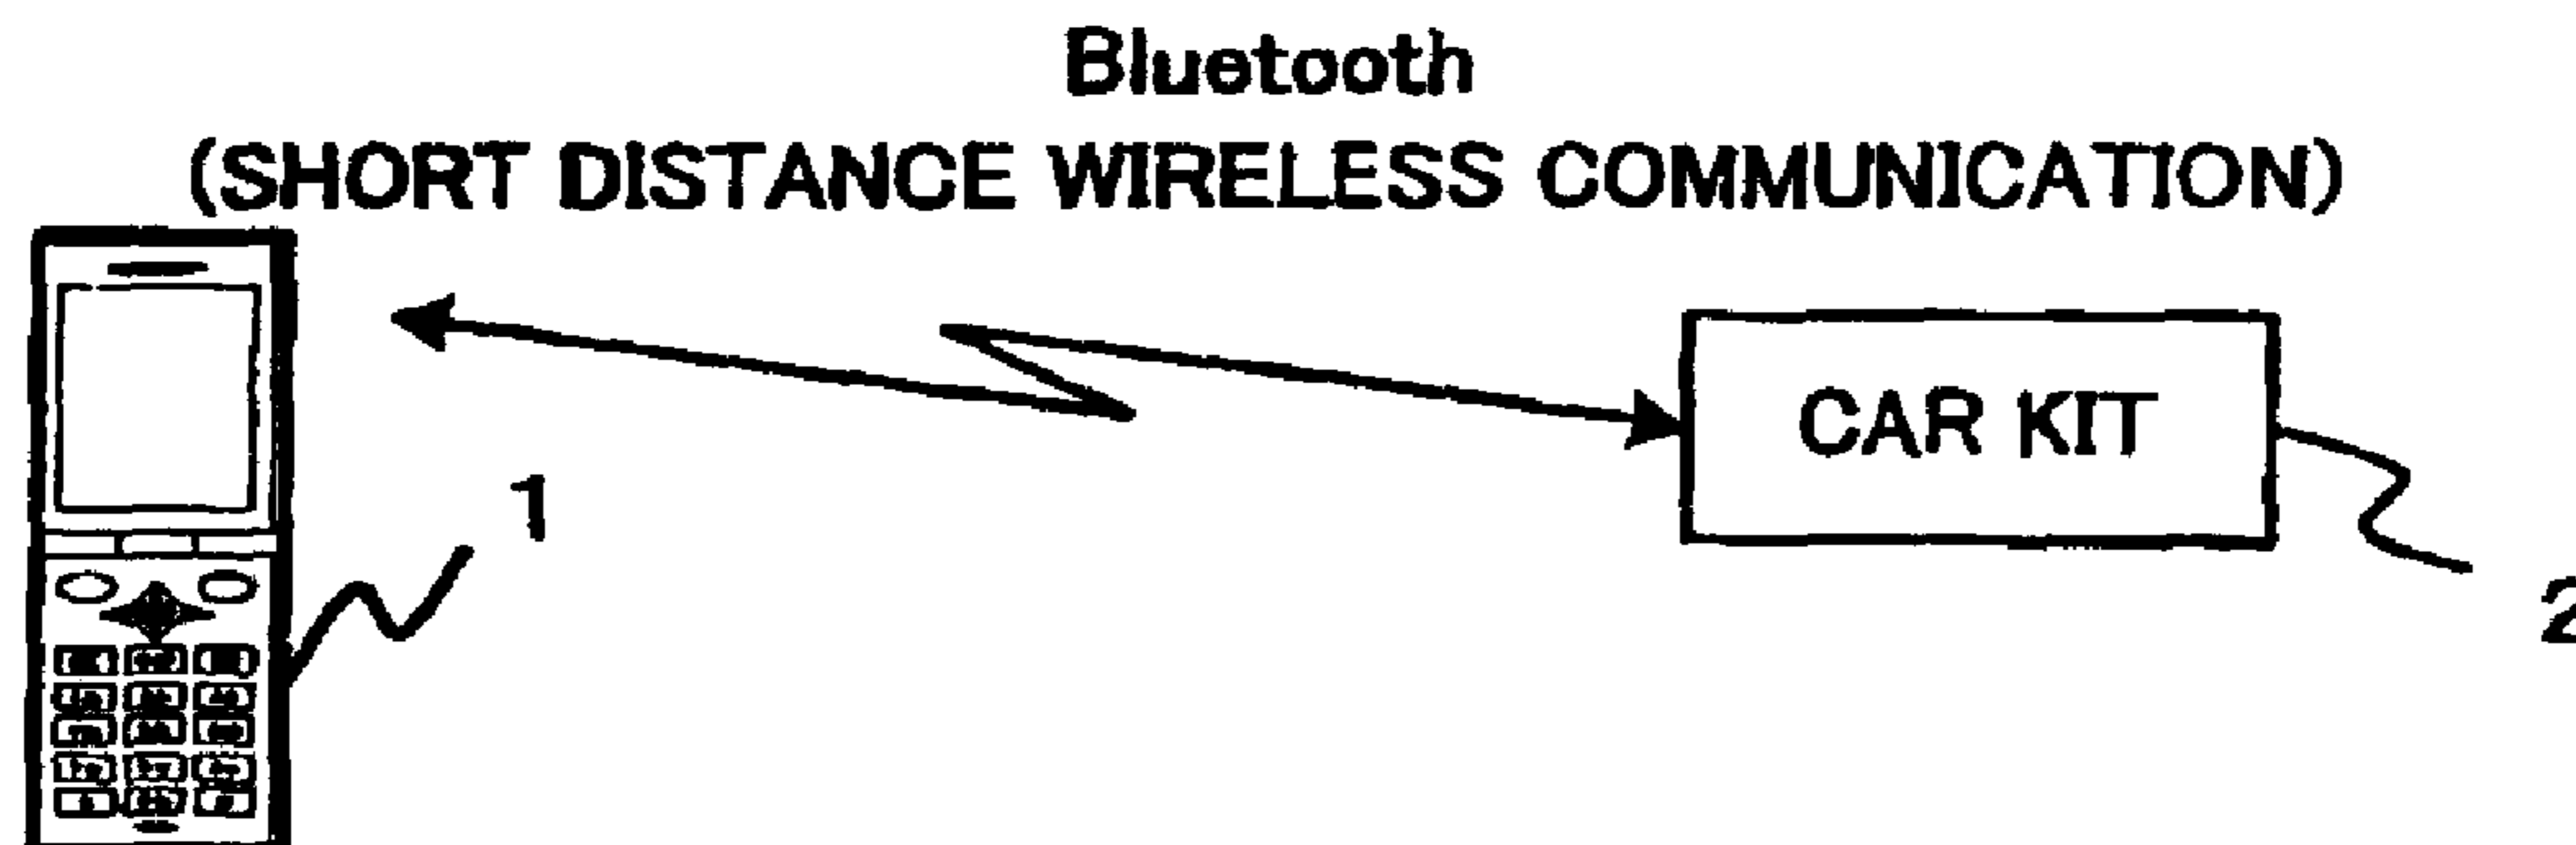 Bluetooth
(SHORT DISTANCE WIRELESS COMMUNICATION)
CAR KIT
1
2